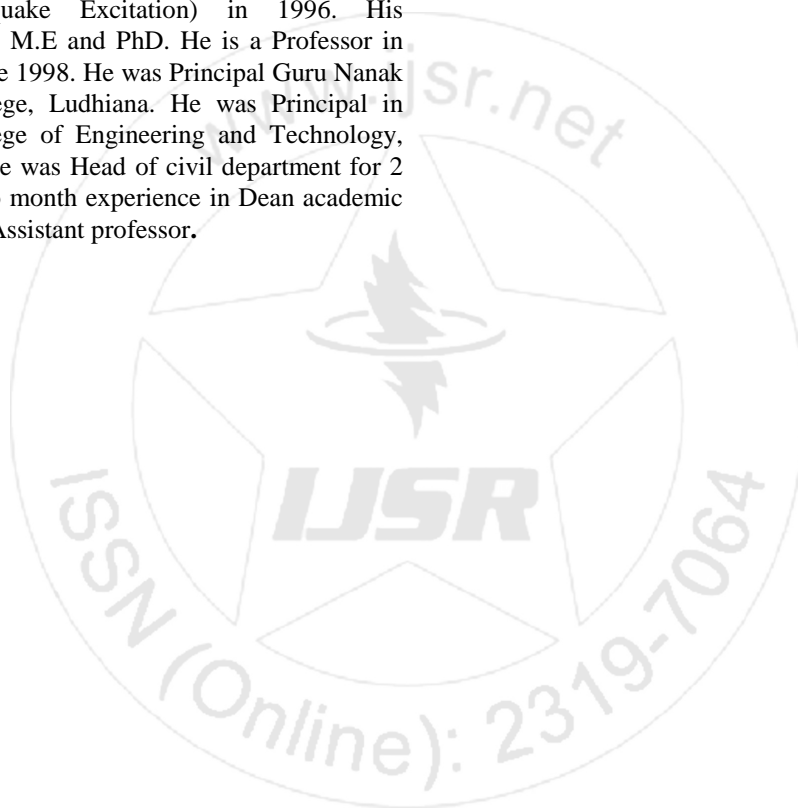 uake Excitation) in 1996. His
M.E and PhD. He is a Professor in
e 1998. He was Principal Guru Nanak
ege, Ludhiana. He was Principal in
ege of Engineering and Technology,
e was Head of civil department for 2
month experience in Dean academic
Assistant professor.
www.ijsr.net
IJSR
ISSN (Online): 2319-7064